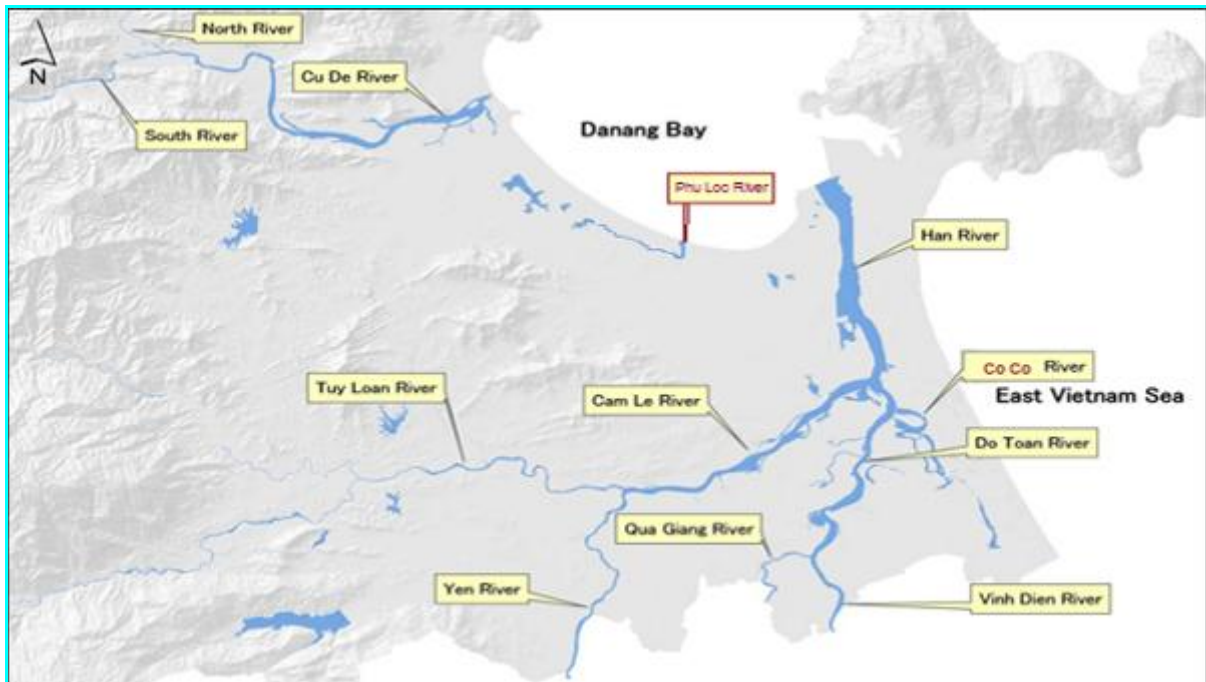 North River
Cu De River
N
South River
Danang Bay
Phu Loc River
Han River
Co Co River
Tuy Loan River
Cam Le River
East Vietnam Sea
Do Toan River
Qua Giang River
Yen River
Vinh Dien River